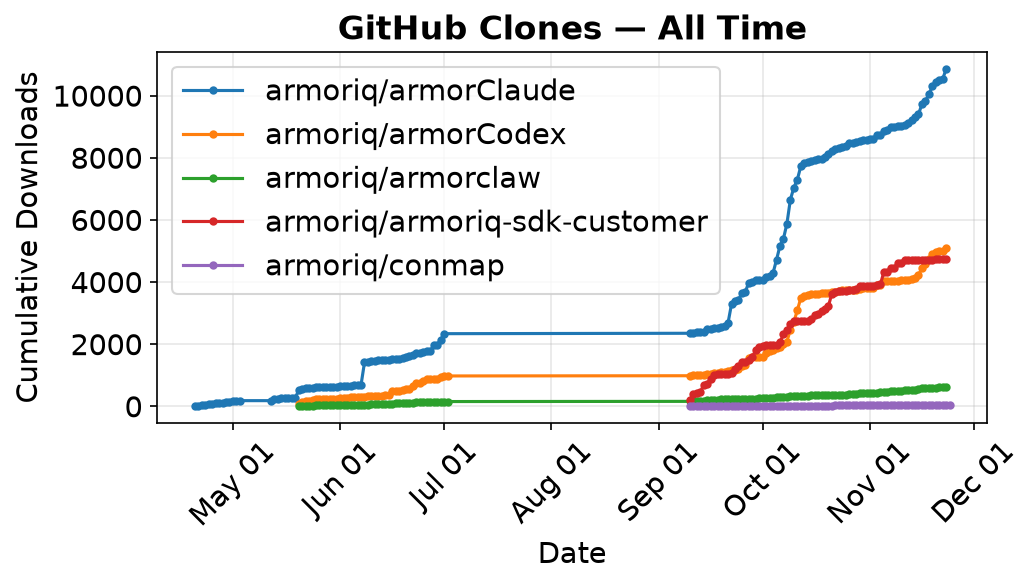 GitHub Clones — All Time
Cumulative Downloads
10000
8000
6000
4000
2000
0
armoriq/armorClaude
armoriq/armorCodex
armoriq/armorclaw
armoriq/armoriq-sdk-customer
armoriq/conmap
May 01
Jun 01
Jul 01
Aug 01
Sep 01
Oct 01
Nov 01
Dec 01
Date